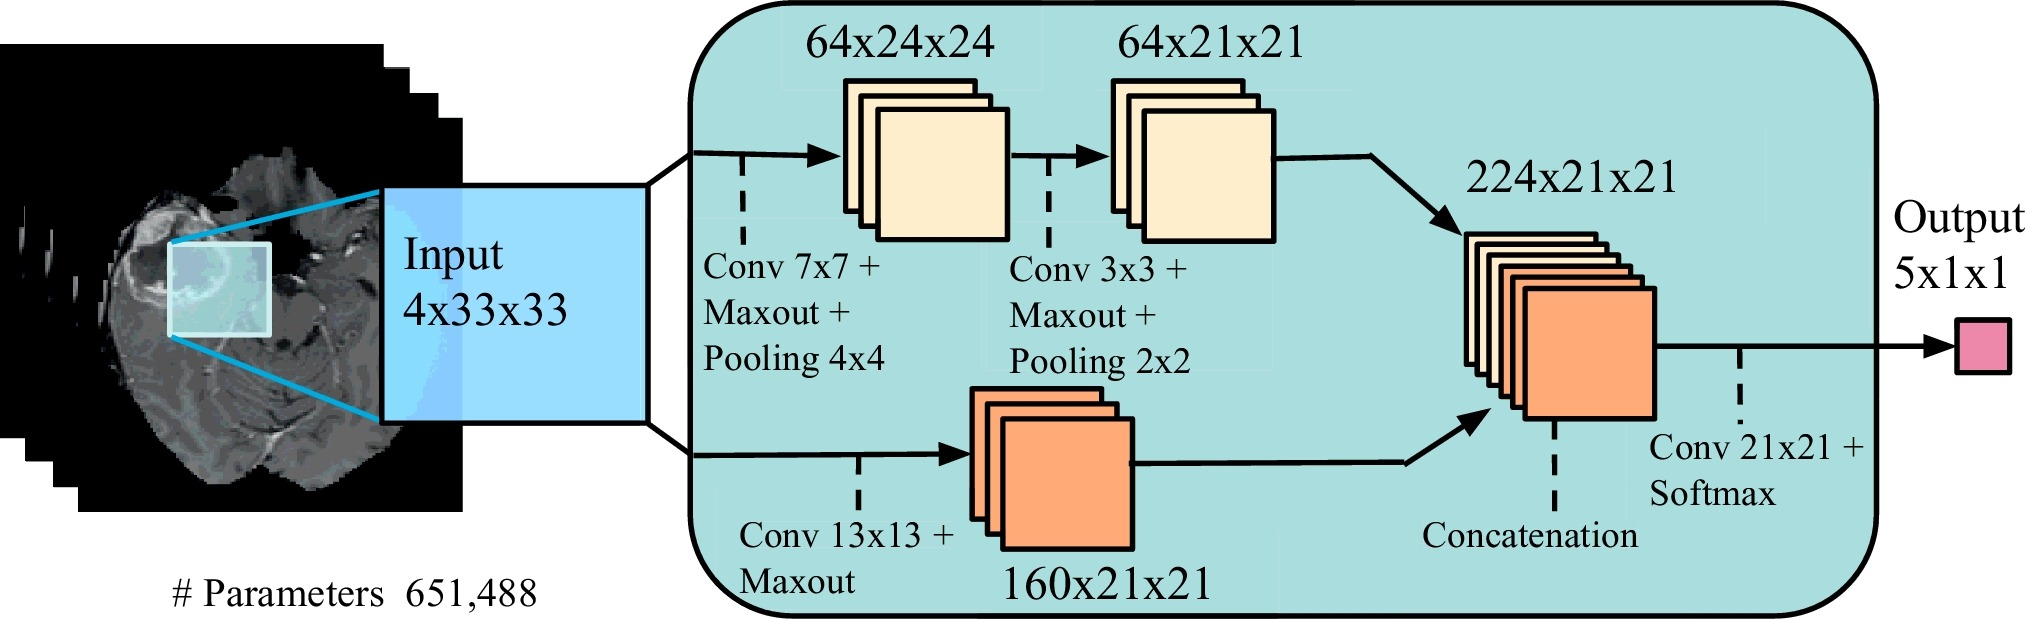 64x24x24
64x21x21
224x21x21
Output
5x1x1
Input
4x33x33
Conv 7x7 +
Maxout +
Pooling 4x4
Conv 3x3 +
Maxout +
Pooling 2x2
Conv 21x21 +
Softmax
Concatenation
Conv 13x13 +
Maxout
160x21x21
# Parameters 651,488